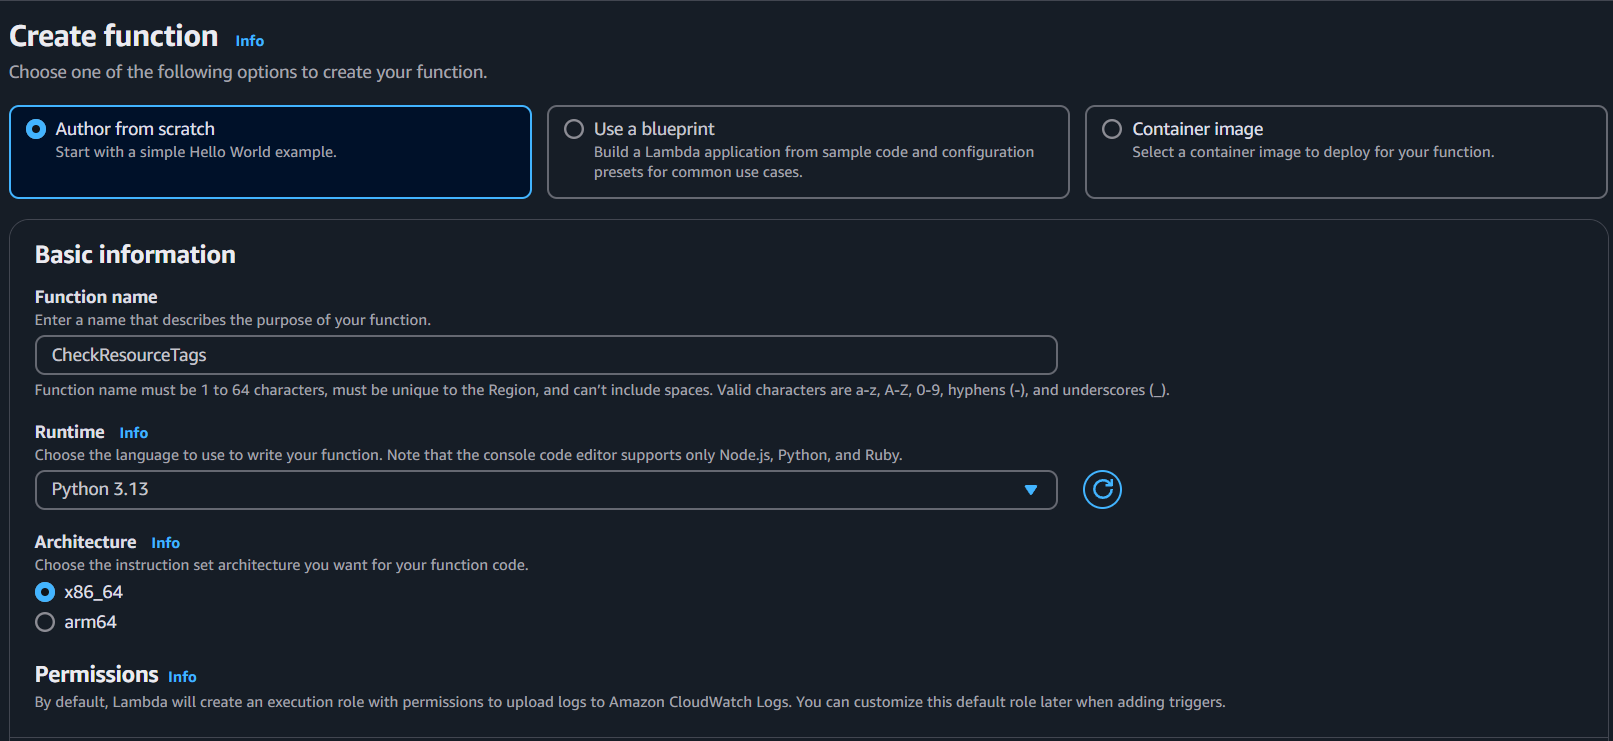 Create function Info
Choose one of the following options to create your function.
Author from scratch
Start with a simple Hello World example.
Use a blueprint
Build a Lambda application from sample code and configuration
presets for common use cases.
Container image
Select a container image to deploy for your function.
Basic information
Function name
Enter a name that describes the purpose of your function.
CheckResourceTags
Function name must be 1 to 64 characters, must be unique to the Region, and can’t include spaces. Valid characters are a-z, A-Z, 0-9, hyphens (-), and underscores (_).
Runtime Info
Choose the language to use to write your function. Note that the console code editor supports only Node.js, Python, and Ruby.
Python 3.13
Architecture Info
Choose the instruction set architecture you want for your function code.
x86_64
arm64
Permissions Info
By default, Lambda will create an execution role with permissions to upload logs to Amazon CloudWatch Logs. You can customize this default role later when adding triggers.